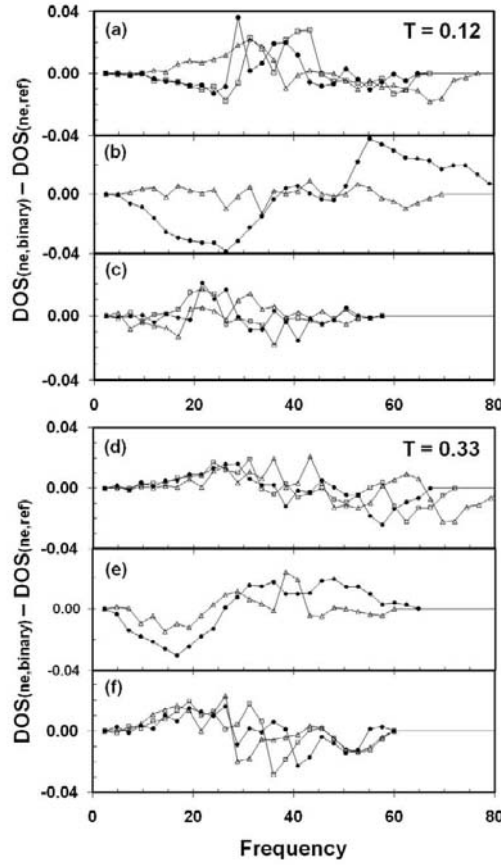 0.04
(a)
T = 0.12
0.00
-0.04
(b)
0.00
-0.04
(c)
0.00
-0.04
DOS(ne,binary) – DOS(ne,ref)
0 20 40 60 80
0.04
(d)
T = 0.33
0.00
-0.04
(e)
0.00
-0.04
(f)
0.00
-0.04
DOS(ne,binary) – DOS(ne,ref)
0 20 40 60 80
Frequency